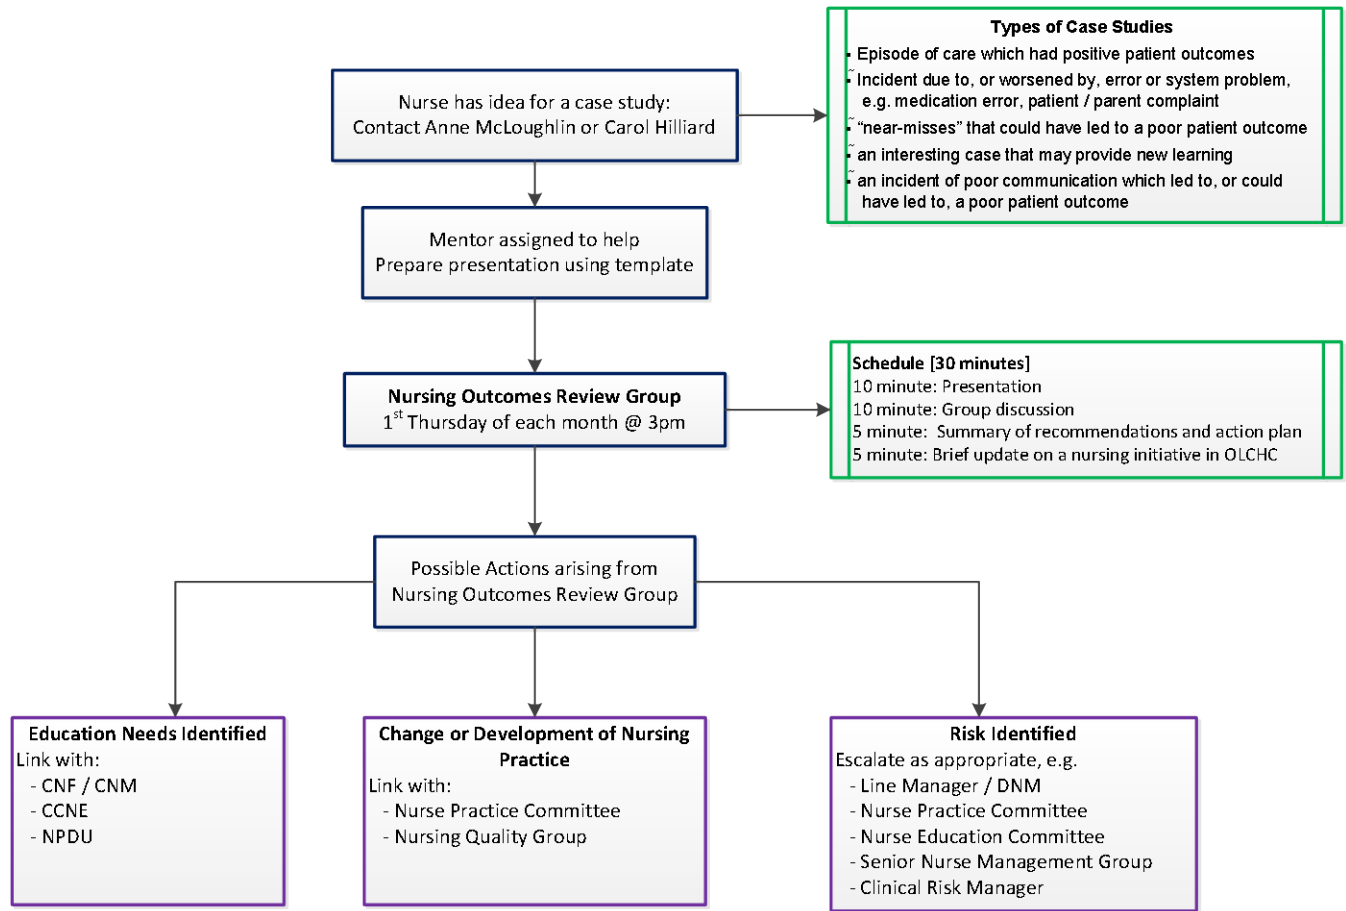 Types of Case Studies
▪ Episode of care which had positive patient outcomes
▪ Incident due to, or worsened by, error or system problem,
e.g. medication error, patient / parent complaint
▪ “near-misses” that could have led to a poor patient outcome
▪ an interesting case that may provide new learning
▪ an incident of poor communication which led to, or could
have led to, a poor patient outcome
Nurse has idea for a case study:
Contact Anne McLoughlin or Carol Hilliard
Mentor assigned to help
Prepare presentation using template
Nursing Outcomes Review Group
1st Thursday of each month @ 3pm
Schedule [30 minutes]
10 minute: Presentation
10 minute: Group discussion
5 minute: Summary of recommendations and action plan
5 minute: Brief update on a nursing initiative in OLCHC
Possible Actions arising from
Nursing Outcomes Review Group
Education Needs Identified
Link with:
- CNF / CNM
- CCNE
- NPDU
Change or Development of Nursing
Practice
Link with:
- Nurse Practice Committee
- Nursing Quality Group
Risk Identified
Escalate as appropriate, e.g.
- Line Manager / DNM
- Nurse Practice Committee
- Nurse Education Committee
- Senior Nurse Management Group
- Clinical Risk Manager